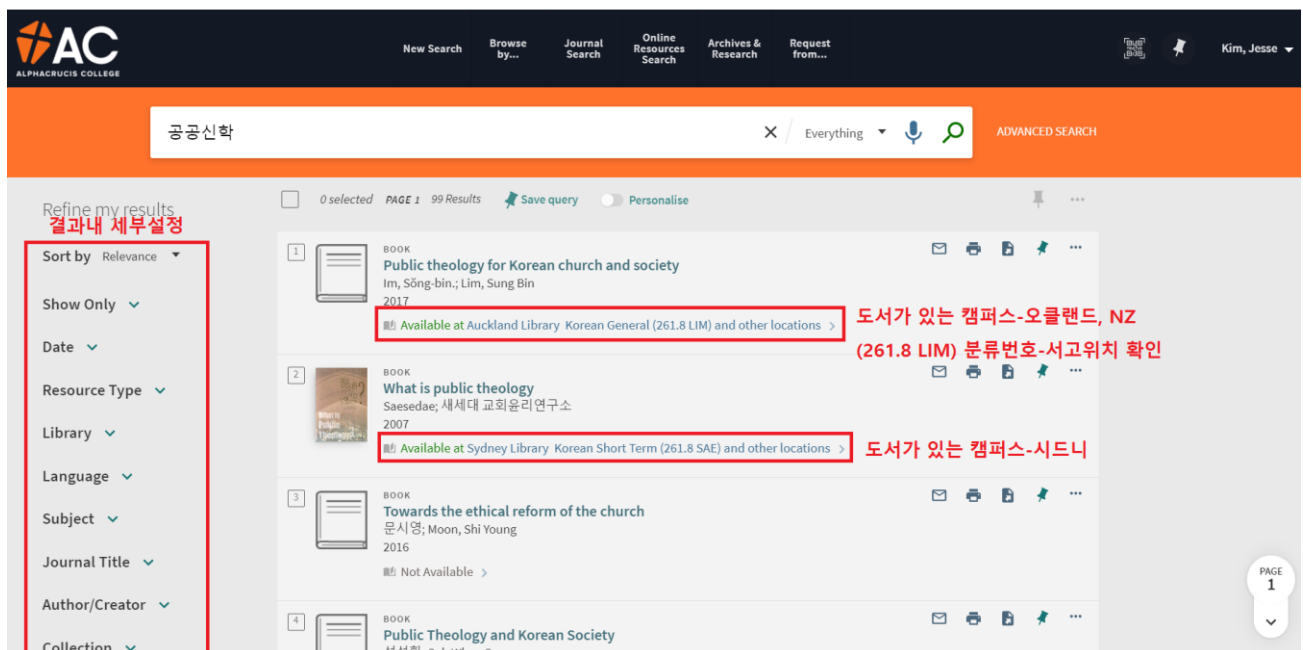 AC
ALPHACRUCIS COLLEGE
New Search
Browse by...
Journal Search
Online Resources Search
Archives & Research
Request from...
Kim, Jesse
공공신학
Everything
ADVANCED SEARCH
Refine my results
결과내 제부설정
Sort by Relevance
Show Only
Date
Resource Type
Library
Language
Subject
Journal Title
Author/Creator
Collection
0 selected PAGE 1 99 Results Save query Personalise
1
BOOK
Public theology for Korean church and society
Im, Sŏng-bin.; Lim, Sung Bin
2017
Available at Auckland Library Korean General (261.8 LIM) and other locations
도서가 있는 캠퍼스-오클랜드, NZ
(261.8 LIM) 분류번호-서고위치 확인
2
BOOK
What is public theology
Saesedae; 새세대 교회윤리연구소
2007
Available at Sydney Library Korean Short Term (261.8 SAE) and other locations
도서가 있는 캠퍼스-시드니
3
BOOK
Towards the ethical reform of the church
문시영; Moon, Shi Young
2016
Not Available
4
BOOK
Public Theology and Korean Society
PAGE
1